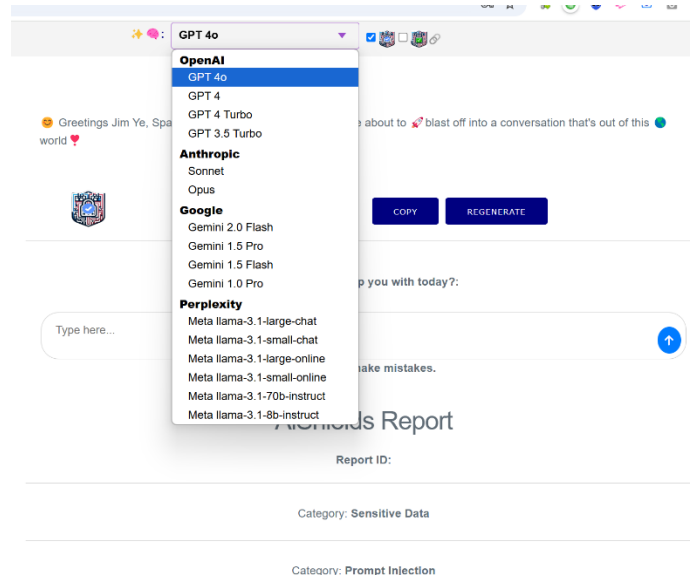 GPT 4o
OpenAI
GPT 4o
GPT 4
GPT 4 Turbo
GPT 3.5 Turbo
Anthropic
Sonnet
Opus
Google
Gemini 2.0 Flash
Gemini 1.5 Pro
Gemini 1.5 Flash
Gemini 1.0 Pro
Perplexity
Meta llama-3.1-large-chat
Meta llama-3.1-small-chat
Meta llama-3.1-large-online
Meta llama-3.1-small-online
Meta llama-3.1-70b-instruct
Meta llama-3.1-8b-instruct
Greetings Jim Ye, about to blast off into a conversation that's out of this
world
COPY
REGENERATE
you with today?:
Type here...
make mistakes.
Report
Report ID:
Category: Sensitive Data
Category: Prompt Injection